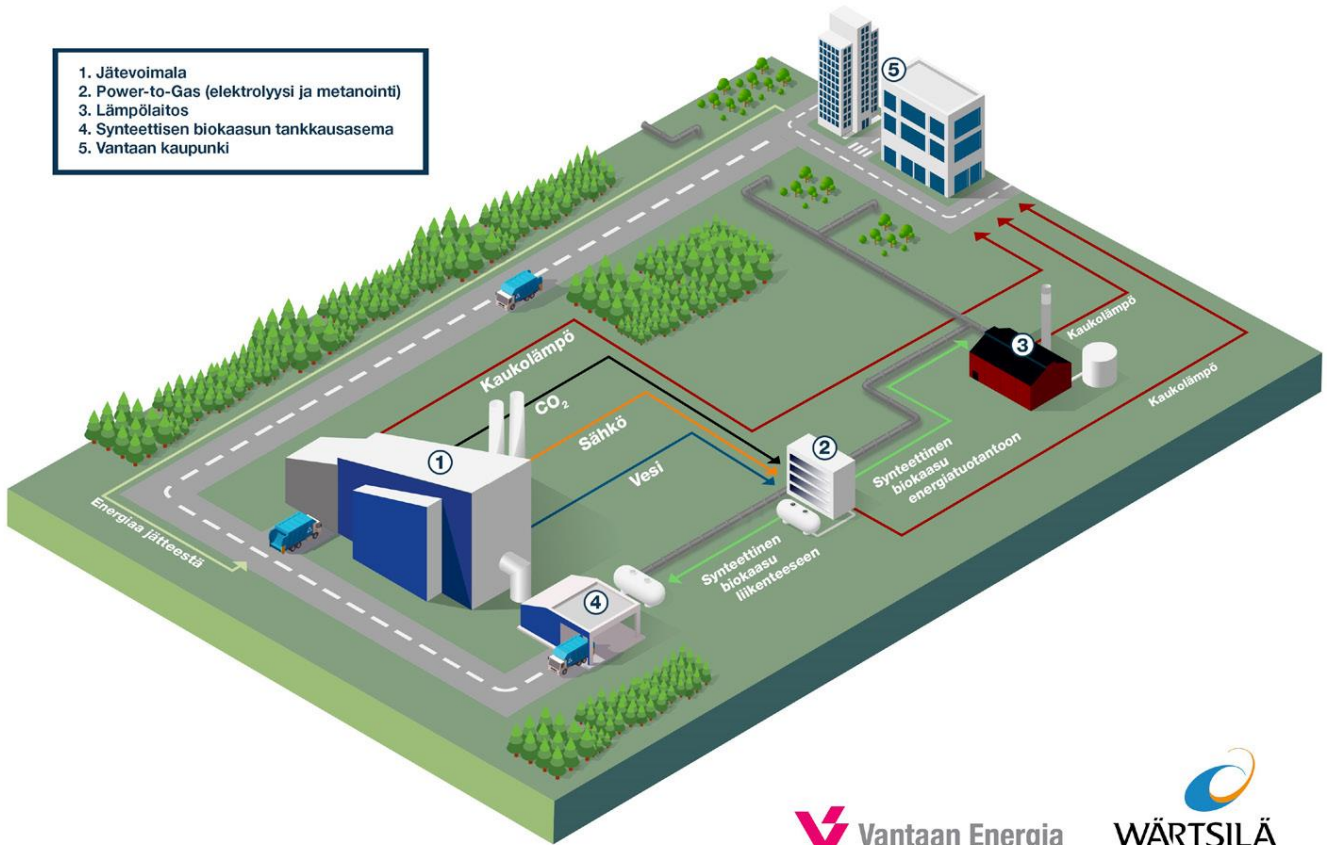 1. Jätevoimala
2. Power-to-Gas (elektrolyysi ja metanointi)
3. Lämpölaitos
4. Synteettisen biokaasun tankkausasema
5. Vantaan kaupunki
5
Kaukolämpö
3
Kaukolämpö
Kaukolämpö
CO₂
Sähkö
Vesi
1
2
Synteettinen
biokaasu
energiatuotantoon
Energiaa jätteestä
Synteettinen
biokaasu
liikenteeseen
4
Vantaan Energia
WÄRTSILÄ